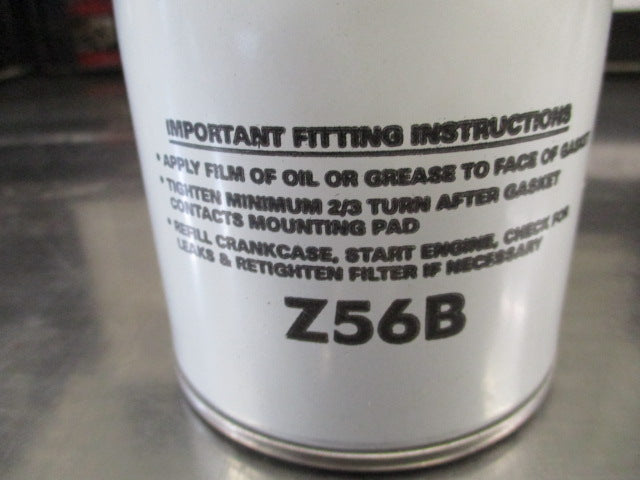 IMPORTANT FITTING INSTRUCTIONS
• APPLY FILM OF OIL OR GREASE TO FACE OF GASKET
• TIGHTEN MINIMUM 2/3 TURN AFTER GASKET
CONTACTS MOUNTING PAD
• REFILL CRANKCASE, START ENGINE, CHECK FOR
LEAKS & RETIGHTEN FILTER IF NECESSARY
Z56B